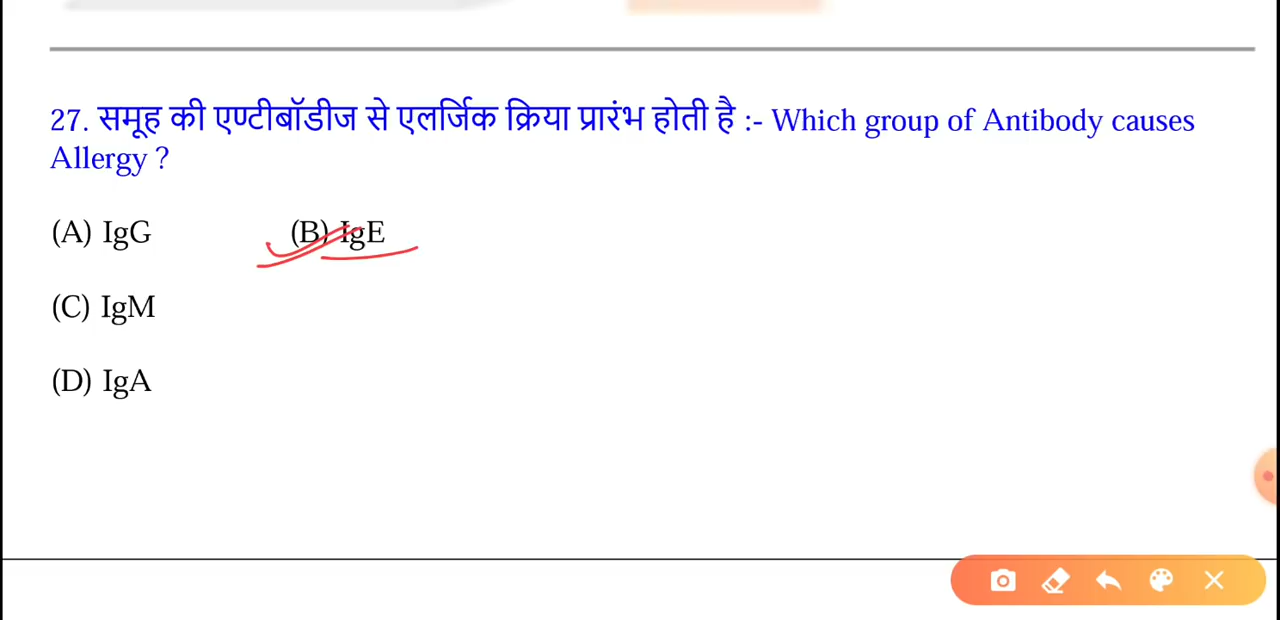 27. समूह की एण्टीबॉडीज से एलर्जिक क्रिया प्रारंभ होती है :- Which group of Antibody causes
Allergy ?
(A) IgG (B) IgE
(C) IgM
(D) IgA